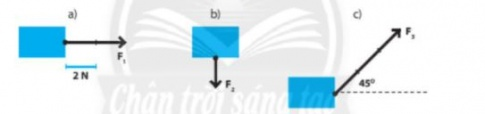 a)
b)
c)
F₁
2 N
F₂
F₃
45°
Chân trời sáng tạo